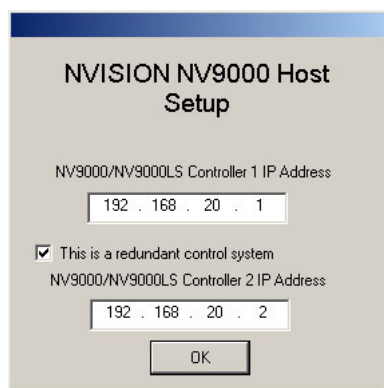 NVISION NV9000 Host
Setup
NV9000/NV9000LS Controller 1 IP Address
192 . 168 . 20 . 1
This is a redundant control system
NV9000/NV9000LS Controller 2 IP Address
192 . 168 . 20 . 2
OK